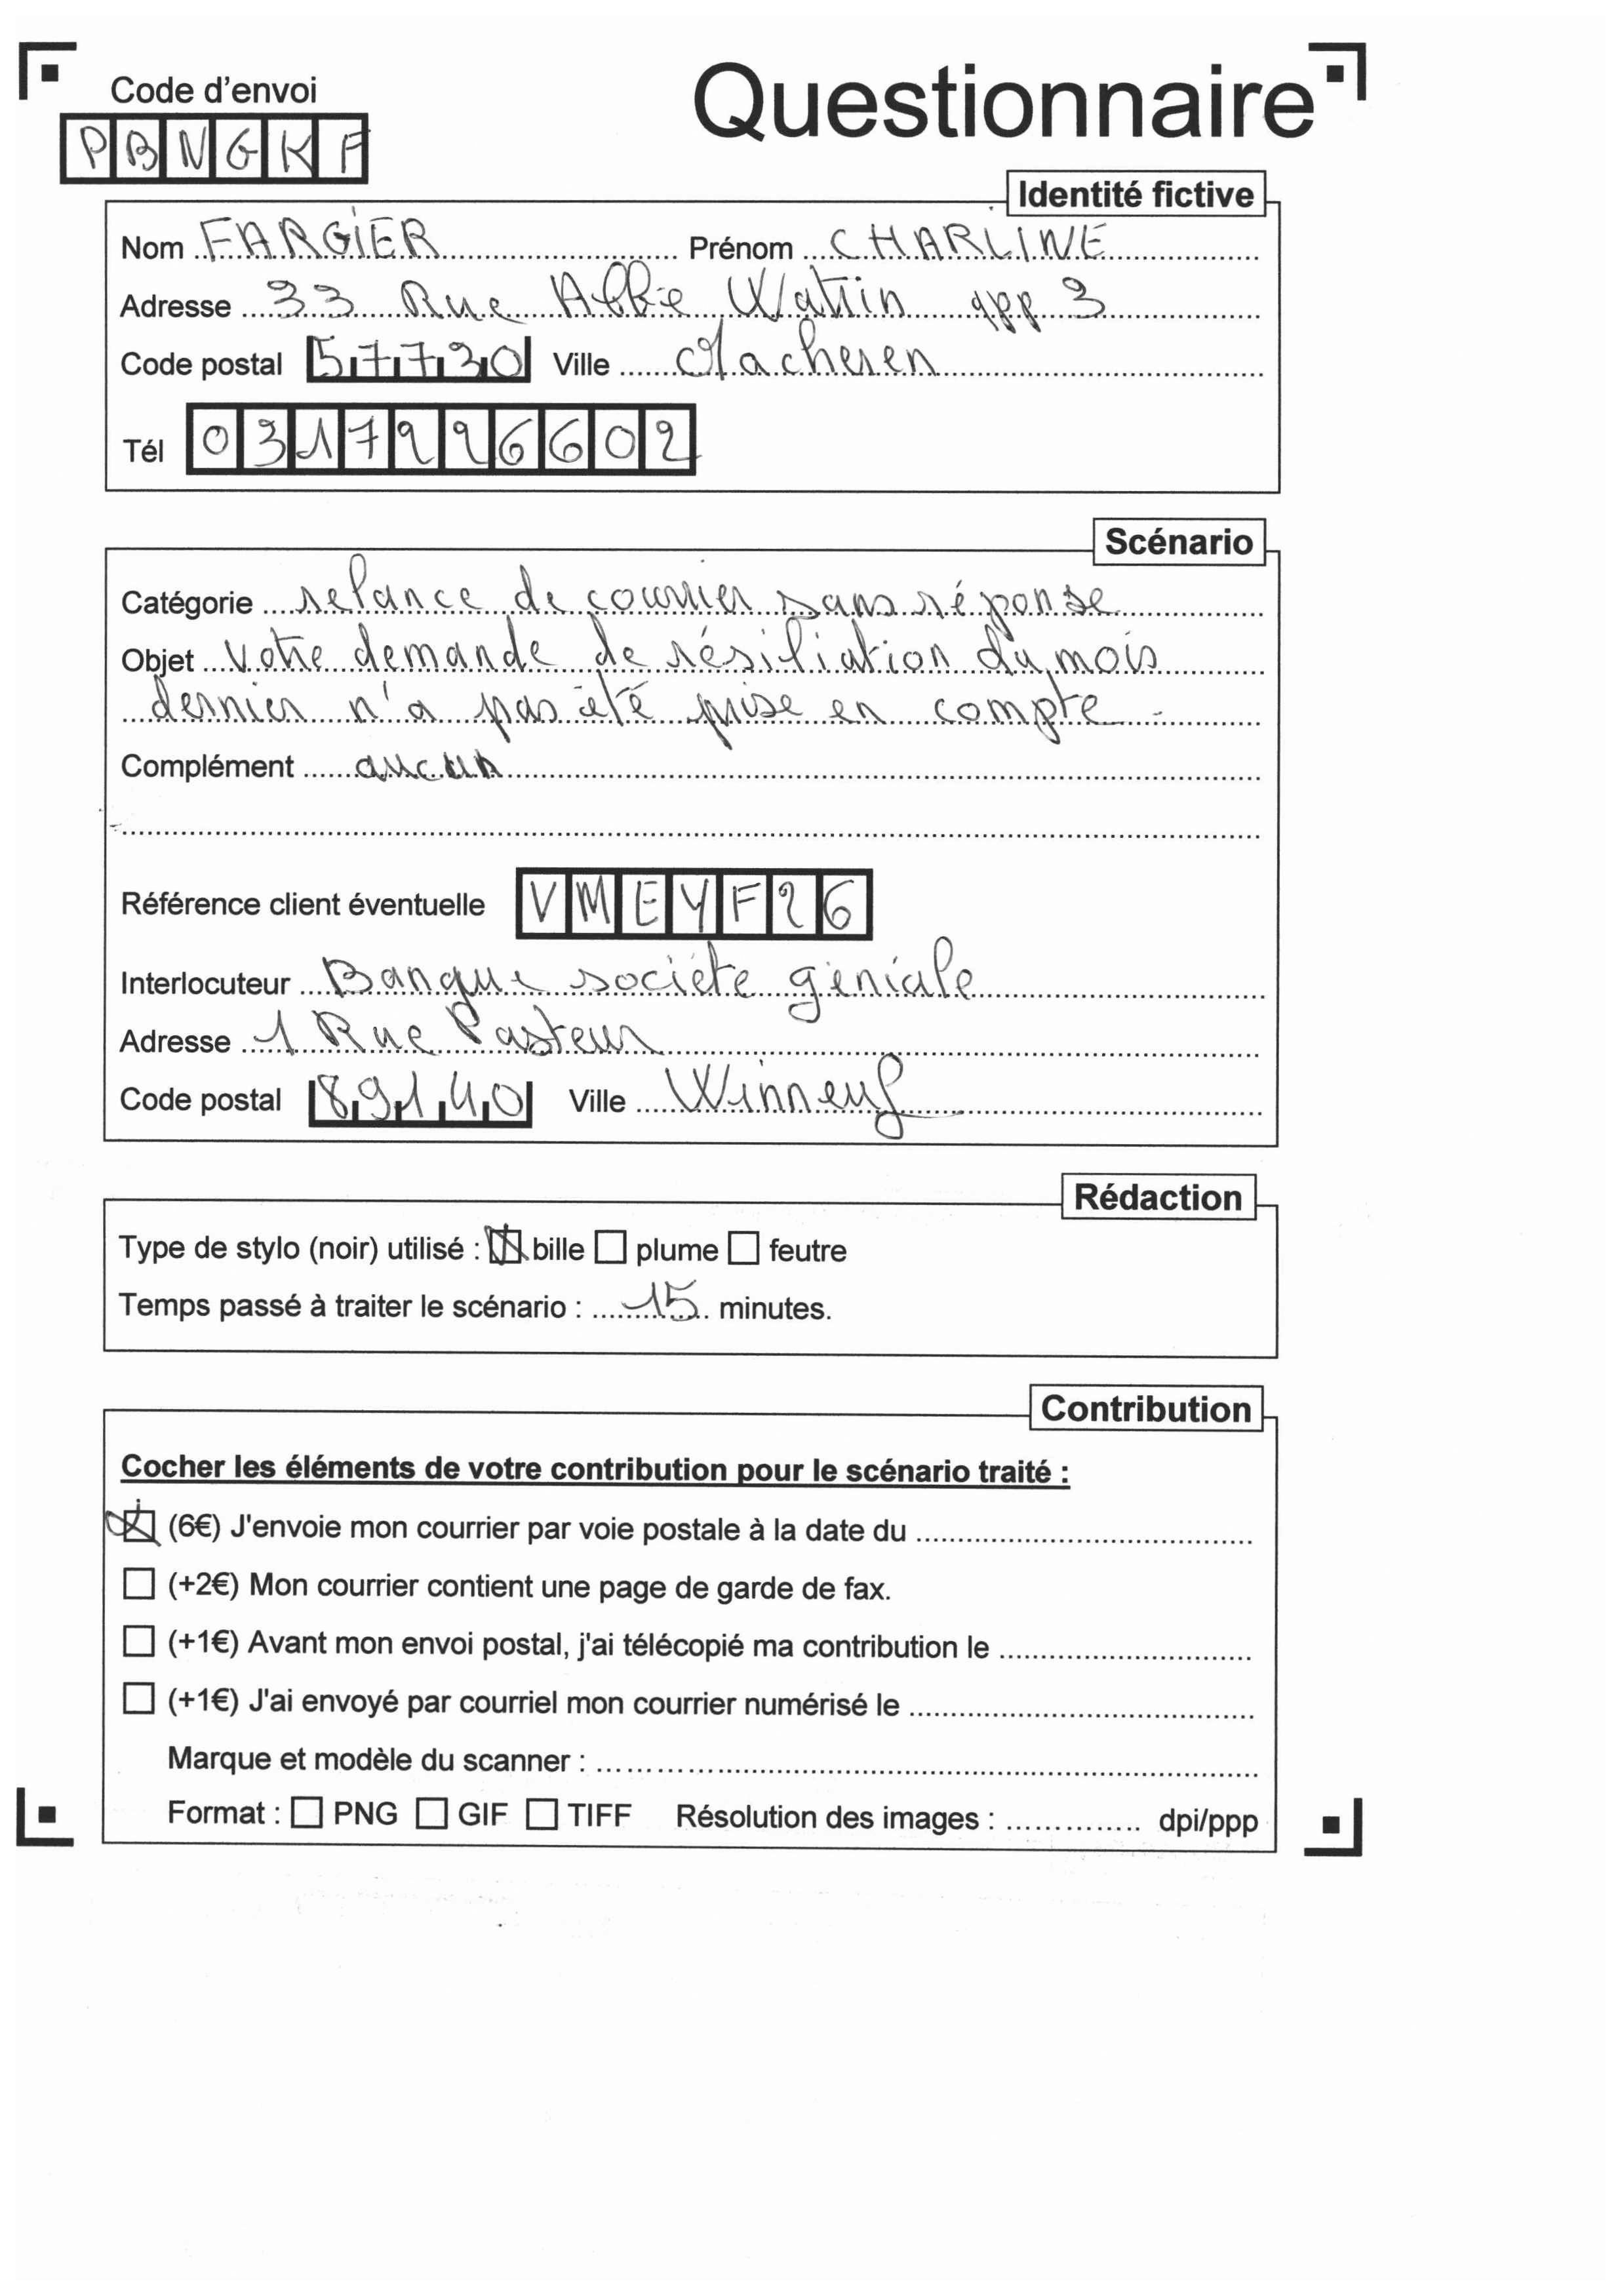 Code d'envoi
Questionnaire
PBNGKF
Identité fictive
Nom FARGIER Prénom CHARLINE
Adresse 33 Rue Abbé Watrin app 3
Code postal 57730 Ville Macheren
Tél 0317996602
Scénario
Catégorie relance de courrier sans réponse
Objet Votre demande de résiliation du mois
dernier n'a pas été prise en compte.
Complément aucun
Référence client éventuelle VMEYF26
Interlocuteur Banque société géniale
Adresse 1 Rue Pasteur
Code postal 89140 Ville Winneuf
Rédaction
Type de stylo (noir) utilisé : ☒ bille ☐ plume ☐ feutre
Temps passé à traiter le scénario : 15 minutes.
Contribution
Cocher les éléments de votre contribution pour le scénario traité :
☒ (6€) J'envoie mon courrier par voie postale à la date du
☐ (+2€) Mon courrier contient une page de garde de fax.
☐ (+1€) Avant mon envoi postal, j'ai télécopié ma contribution le
☐ (+1€) J'ai envoyé par courriel mon courrier numérisé le
Marque et modèle du scanner :
Format : ☐ PNG ☐ GIF ☐ TIFF Résolution des images : dpi/ppp